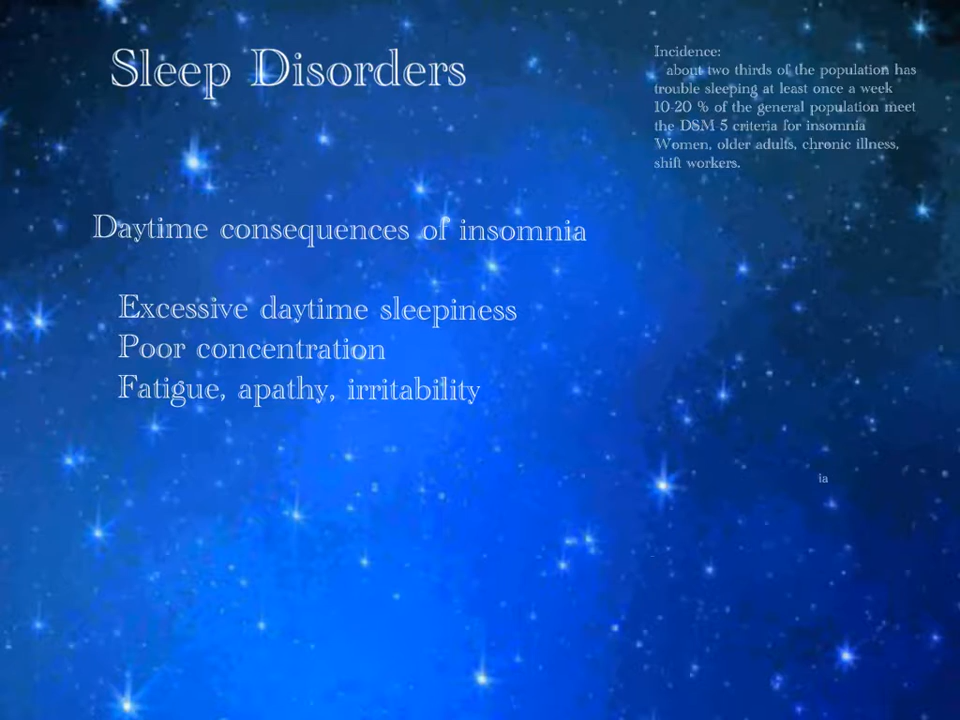 Sleep Disorders
Incidence:
about two thirds of the population has
trouble sleeping at least once a week
10-20 % of the general population meet
the DSM-5 criteria for insomnia
Women, older adults, chronic illness,
shift workers.
Daytime consequences of insomnia
Excessive daytime sleepiness
Poor concentration
Fatigue, apathy, irritability
ia